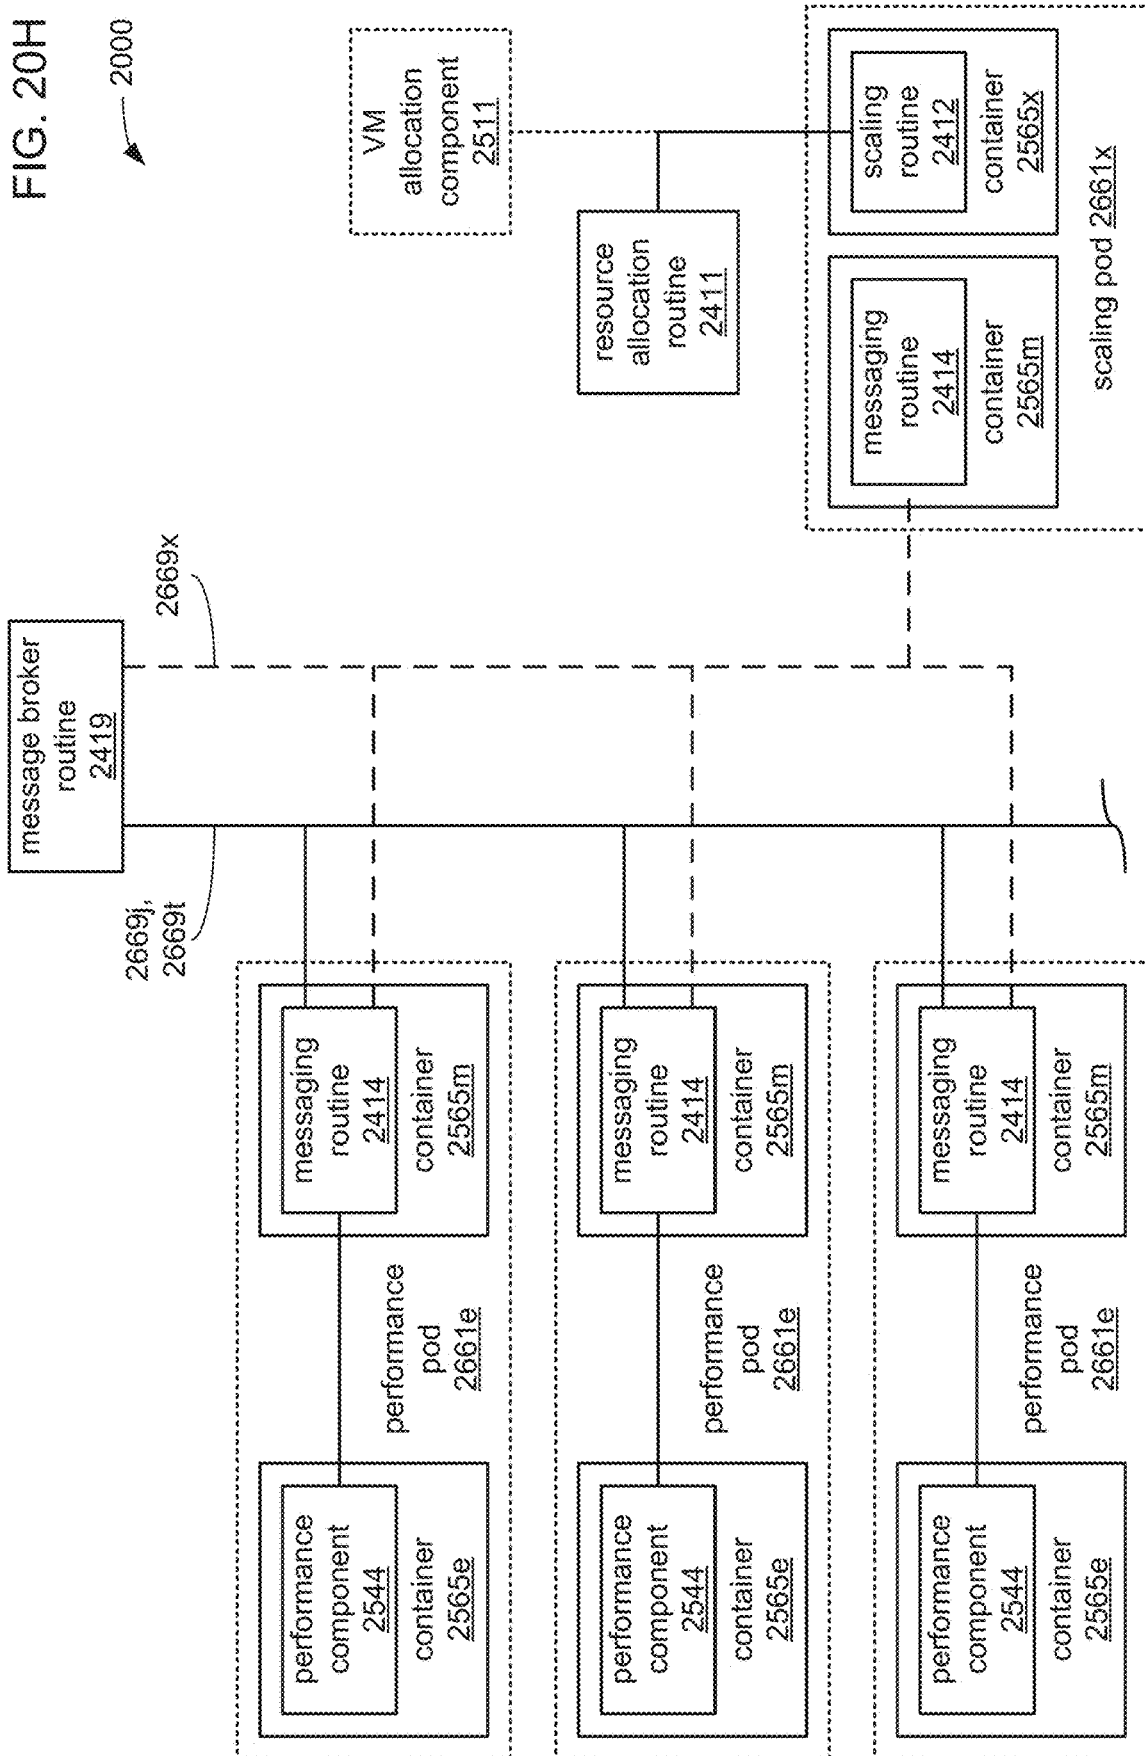 FIG. 20H
2000
message broker
routine
2419
2669j,
2669t
2669x
VM
allocation
component
2511
resource
allocation
routine
2411
performance
component
2544
container
2565e
performance
pod
2661e
messaging
routine
2414
container
2565m
performance
component
2544
container
2565e
performance
pod
2661e
messaging
routine
2414
container
2565m
performance
component
2544
container
2565e
performance
pod
2661e
messaging
routine
2414
container
2565m
messaging
routine
2414
container
2565m
scaling
routine
2412
container
2565x
scaling pod 2661x